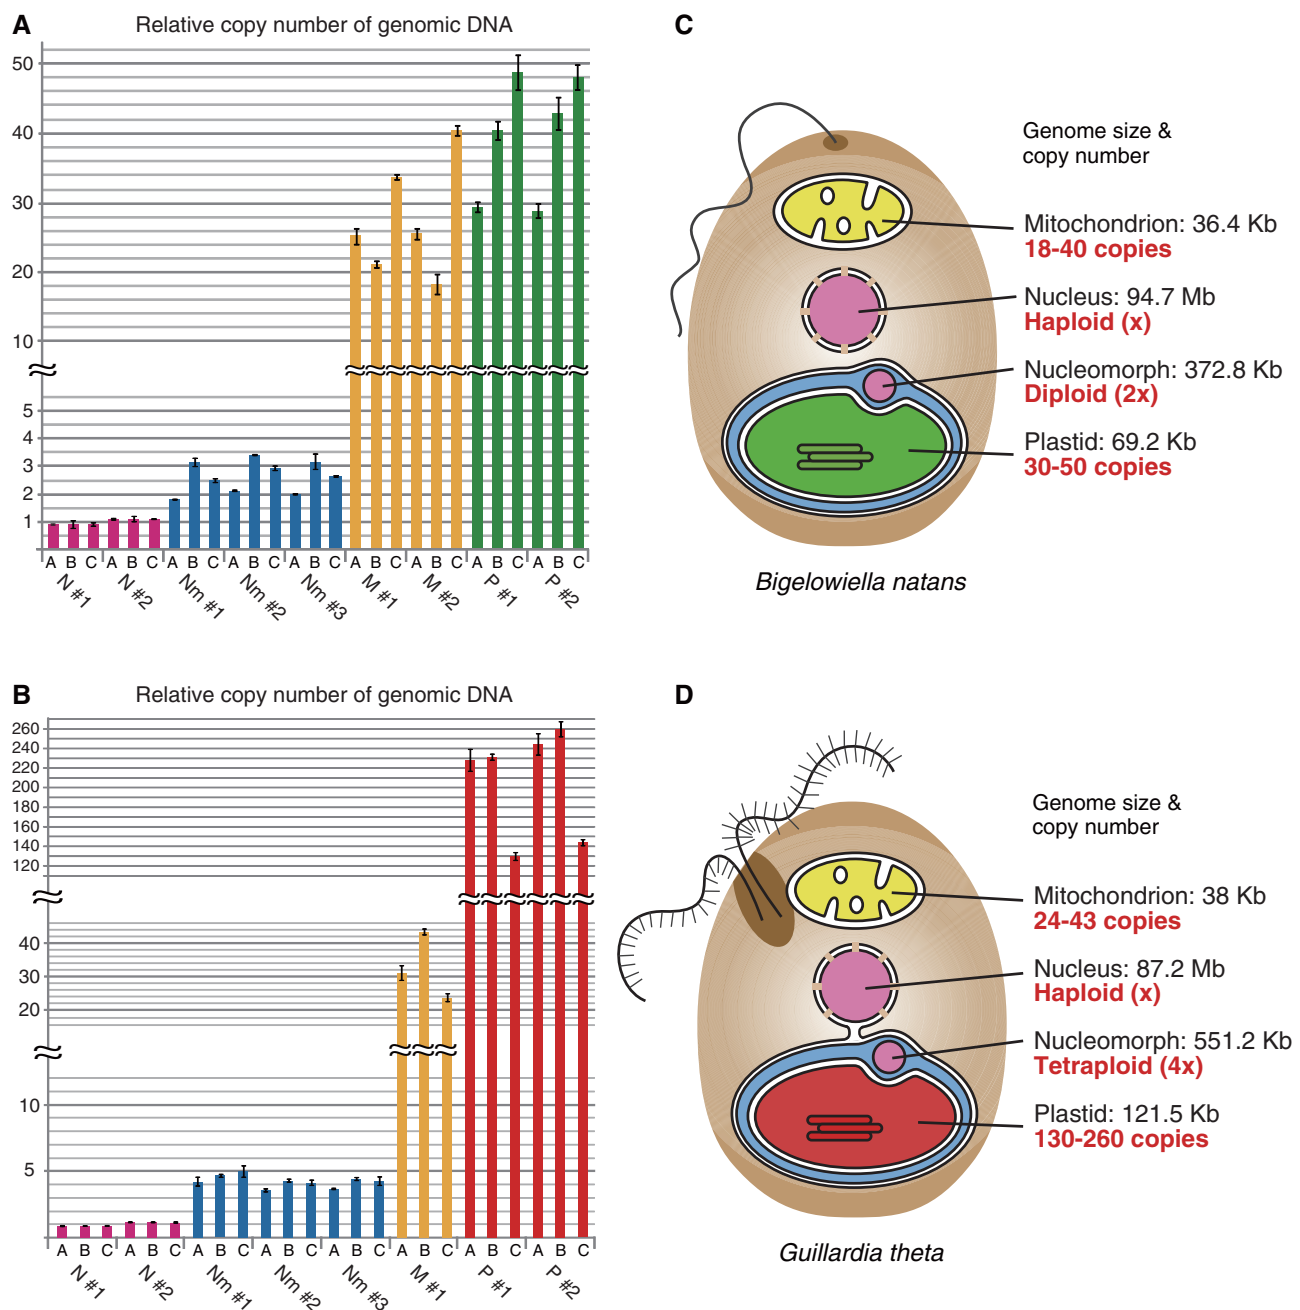 A
Relative copy number of genomic DNA
50
40
30
20
10
5
4
3
2
1
A B C A B C A B C A B C A B C A B C A B C A B C A B C
N #1 N #2 Nm #1 Nm #2 Nm #3 M #1 M #2 P #1 P #2
C
Genome size &
copy number
Mitochondrion: 36.4 Kb
18-40 copies
Nucleus: 94.7 Mb
Haploid (x)
Nucleomorph: 372.8 Kb
Diploid (2x)
Plastid: 69.2 Kb
30-50 copies
Bigelowiella natans
B
Relative copy number of genomic DNA
260
240
220
200
180
160
140
120
40
30
20
10
5
A B C A B C A B C A B C A B C A B C A B C A B C
N #1 N #2 Nm #1 Nm #2 Nm #3 M #1 P #1 P #2
D
Genome size &
copy number
Mitochondrion: 38 Kb
24-43 copies
Nucleus: 87.2 Mb
Haploid (x)
Nucleomorph: 551.2 Kb
Tetraploid (4x)
Plastid: 121.5 Kb
130-260 copies
Guillardia theta